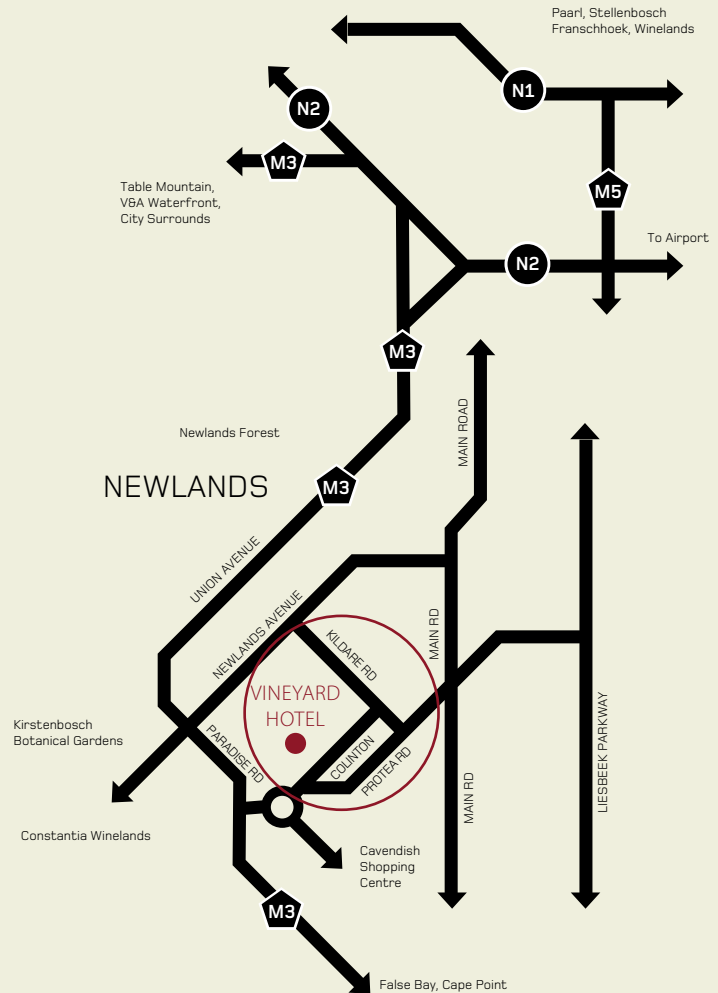 Paarl, Stellenbosch
Franschhoek, Winelands
N1
N2
M3
M5
Table Mountain,
V&A Waterfront,
City Surrounds
To Airport
N2
M3
MAIN ROAD
Newlands Forest
NEWLANDS
M3
UNION AVENUE
NEWLANDS AVENUE
KILDARE RD
MAIN RD
VINEYARD
HOTEL
Kirstenbosch
Botanical Gardens
PARADISE RD
COLINTON
PROTEA RD
MAIN RD
LIESBEEK PARKWAY
Constantia Winelands
Cavendish
Shopping
Centre
M3
False Bay, Cape Point